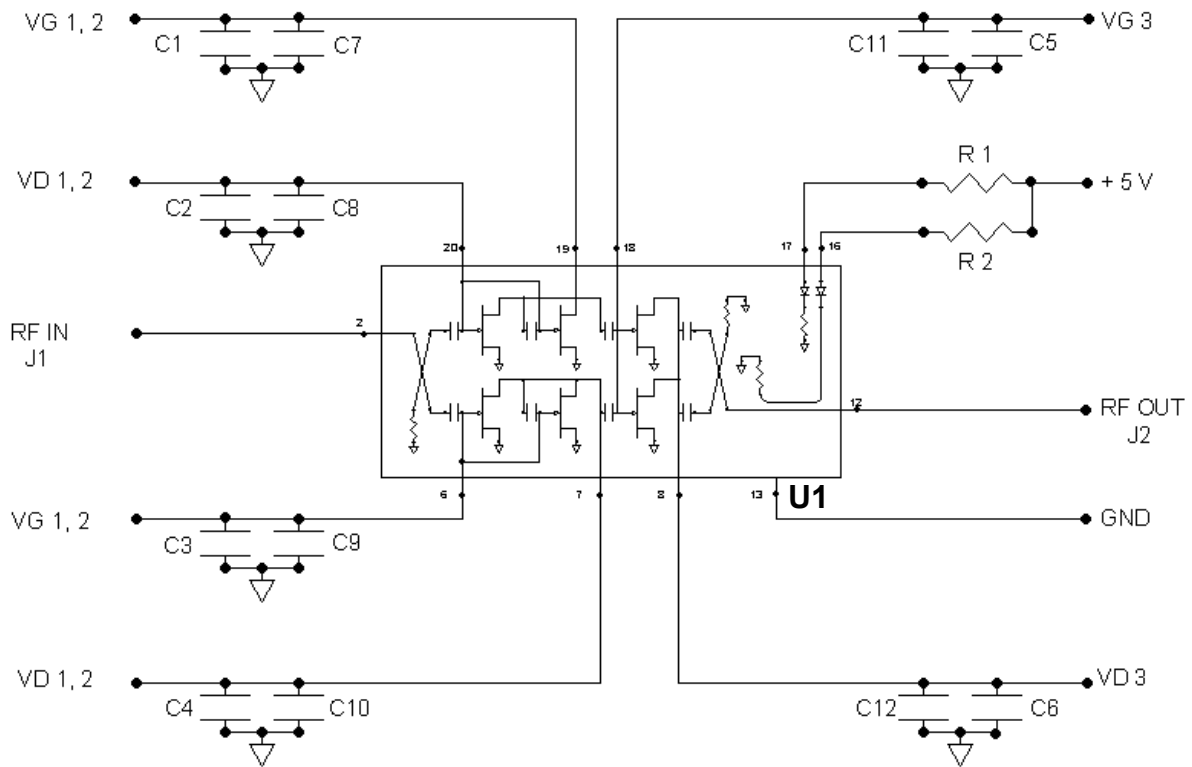 VG 1, 2
C1
C7
C11
C5
VG 3
VD 1, 2
C2
C8
R 1
+ 5 V
R 2
20
19
18
17
16
RF IN
J1
2
12
RF OUT
J2
6
7
8
13
U1
VG 1, 2
C3
C9
GND
VD 1, 2
C4
C10
C12
C6
VD 3